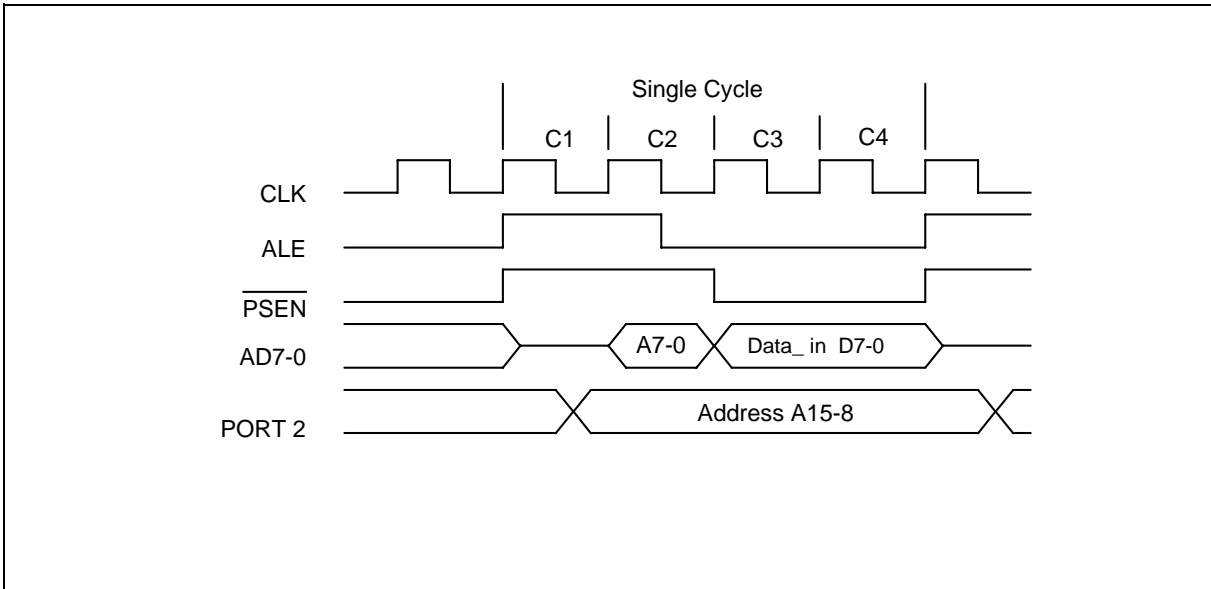 Single Cycle
C1 C2 C3 C4
CLK
ALE
PSEN
AD7-0 A7-0 Data_ in D7-0
PORT 2 Address A15-8